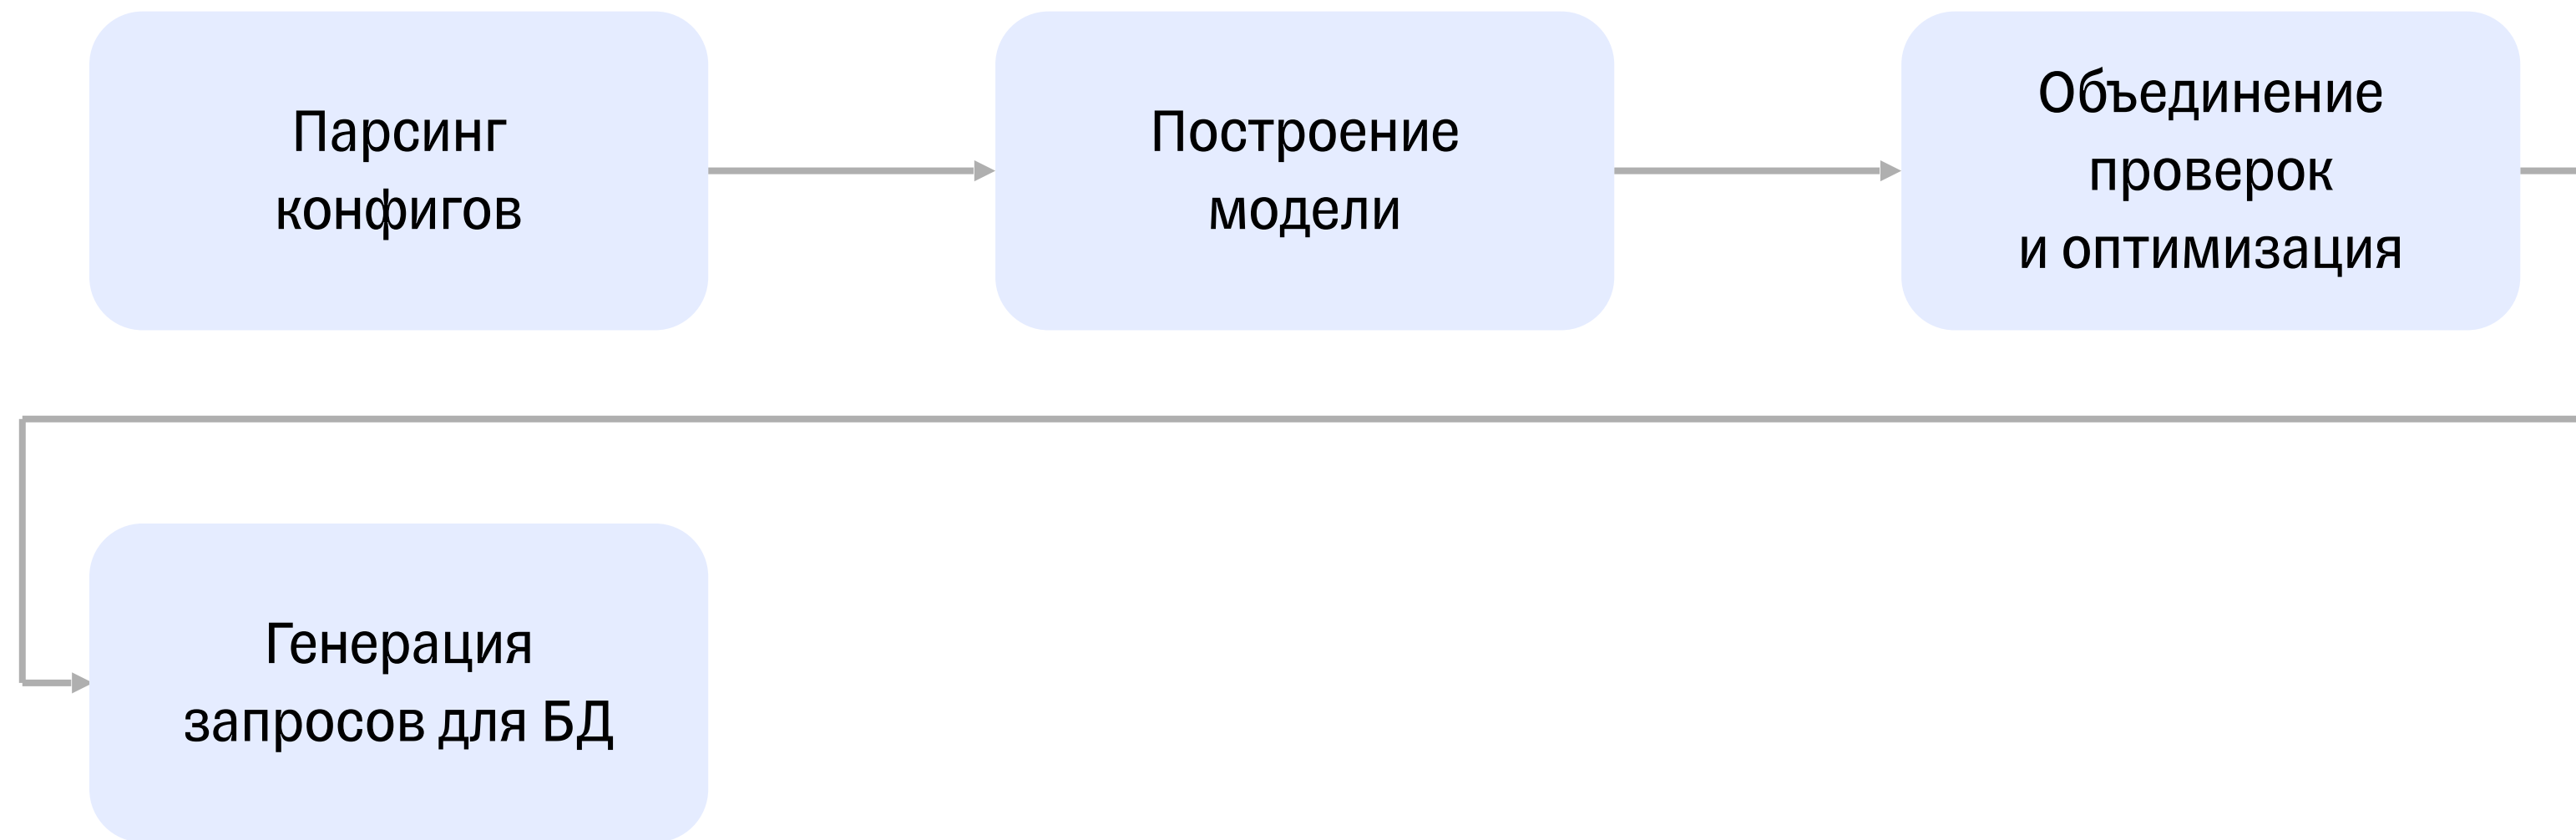 Парсинг
конфигов
Построение
модели
Объединение
проверок
и оптимизация
Генерация
запросов для БД